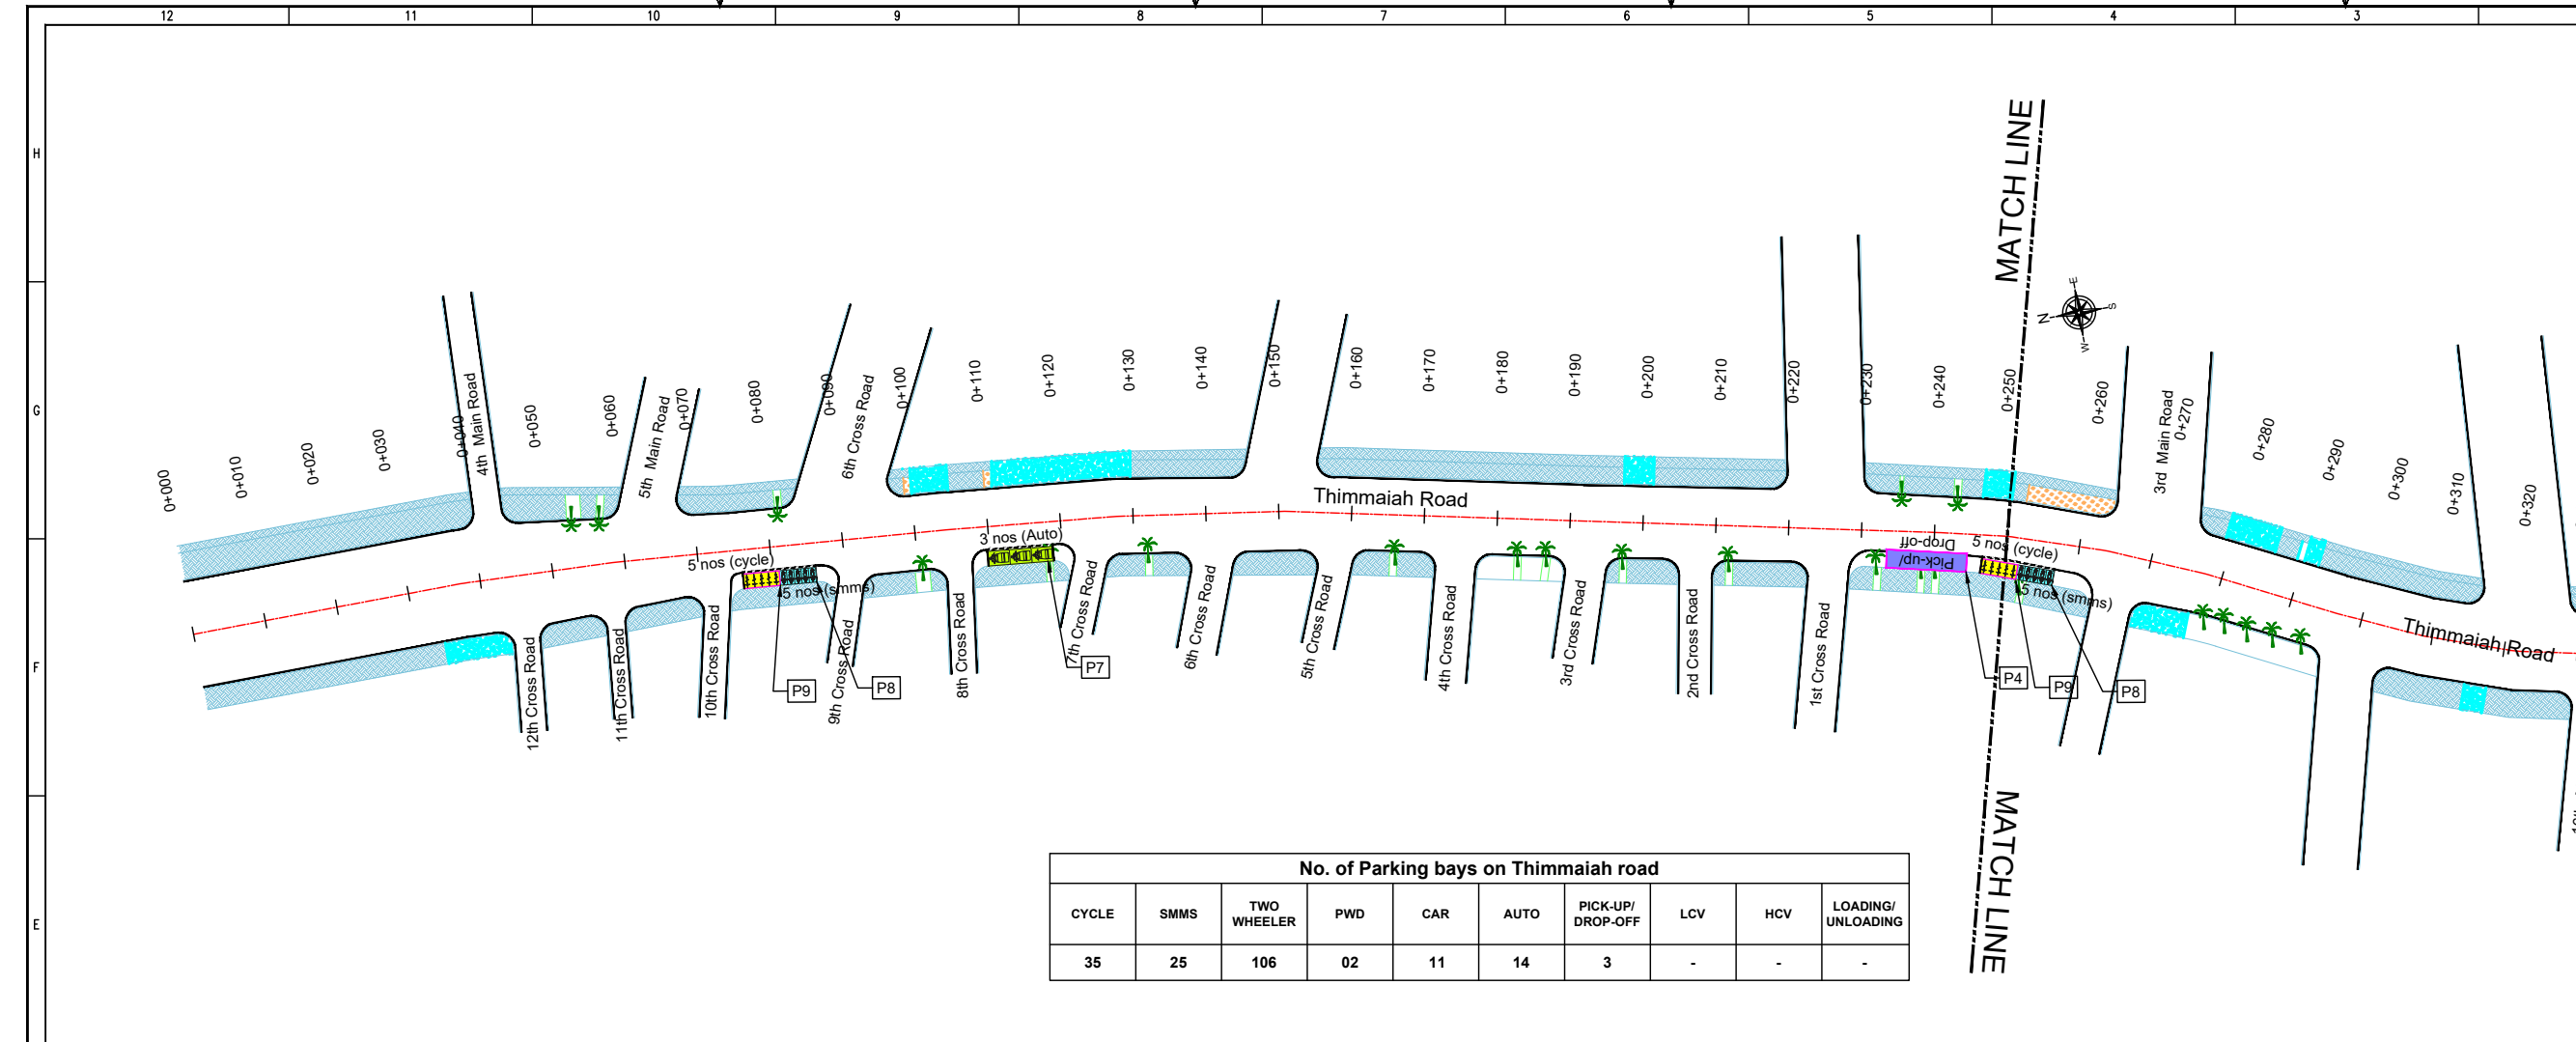 12 11 10 9 8 7 6 5 4 3
H
G
F
E
MATCH LINE
E
N
S
W
0+000
0+010
0+020
0+030
0+040
4th Main Road
0+050
0+060
5th Main Road
0+070
0+080
0+090
6th Cross Road
0+100
0+110
0+120
0+130
0+140
0+150
0+160
0+170
0+180
0+190
0+200
0+210
0+220
0+230
0+240
0+250
0+260
3rd Main Road
0+270
0+280
0+290
0+300
0+310
0+320
Thimmaiah Road
5 nos (cycle)
5 nos (smms)
3 nos (Auto)
Pick-up/
Drop-off
5 nos (cycle)
5 nos (smms)
Thimmaiah Road
12th Cross Road
11th Cross Road
10th Cross Road
P9
9th Cross Road
P8
8th Cross Road
7th Cross Road
P7
6th Cross Road
5th Cross Road
4th Cross Road
3rd Cross Road
2nd Cross Road
1st Cross Road
P4
P9
P8
MATCH LINE
No. of Parking bays on Thimmaiah road
CYCLE SMMS TWO WHEELER PWD CAR AUTO PICK-UP/ DROP-OFF LCV HCV LOADING/ UNLOADING
35 25 106 02 11 14 3 - - -